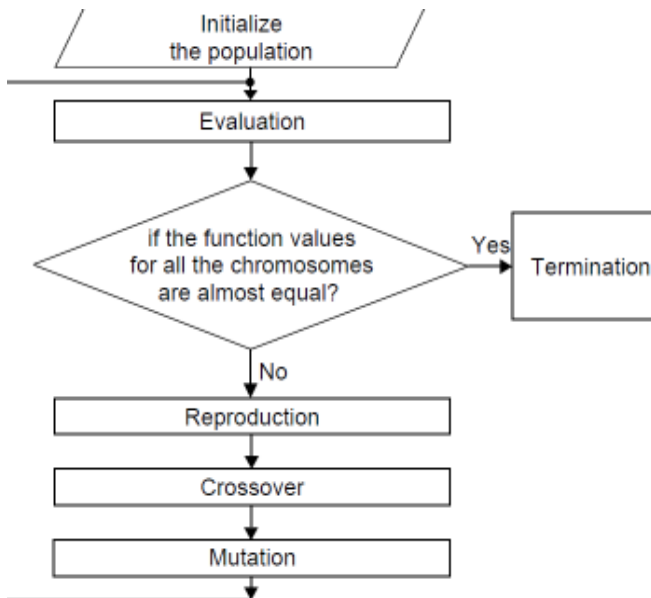 Initialize
the population
Evaluation
if the function values
for all the chromosomes
are almost equal?
Yes
Termination
No
Reproduction
Crossover
Mutation